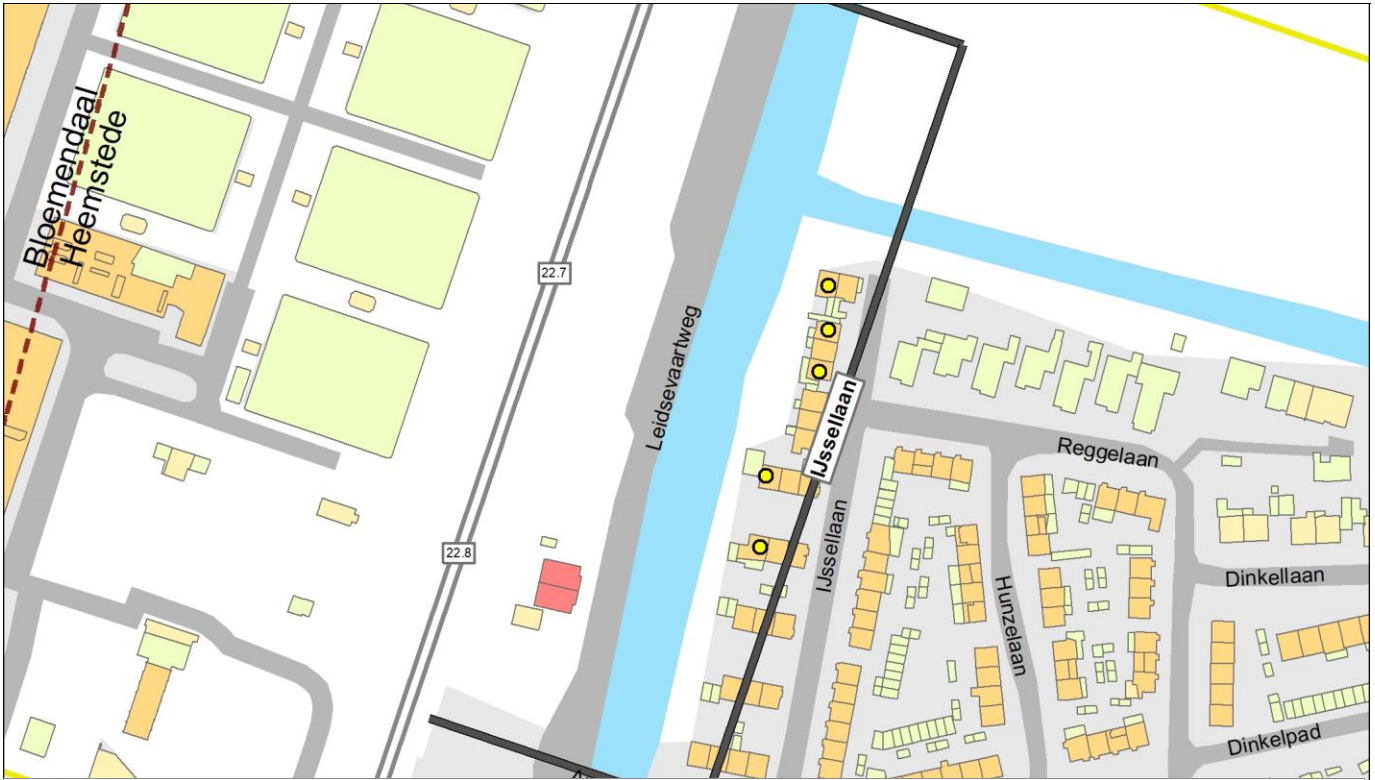 Bloemendaal
Heemstede
22.7
Leidsevaartweg
IJssellaan
Reggelaan
IJssellaan
22.8
Dinkellaan
Hunzelaan
Dinkelpad